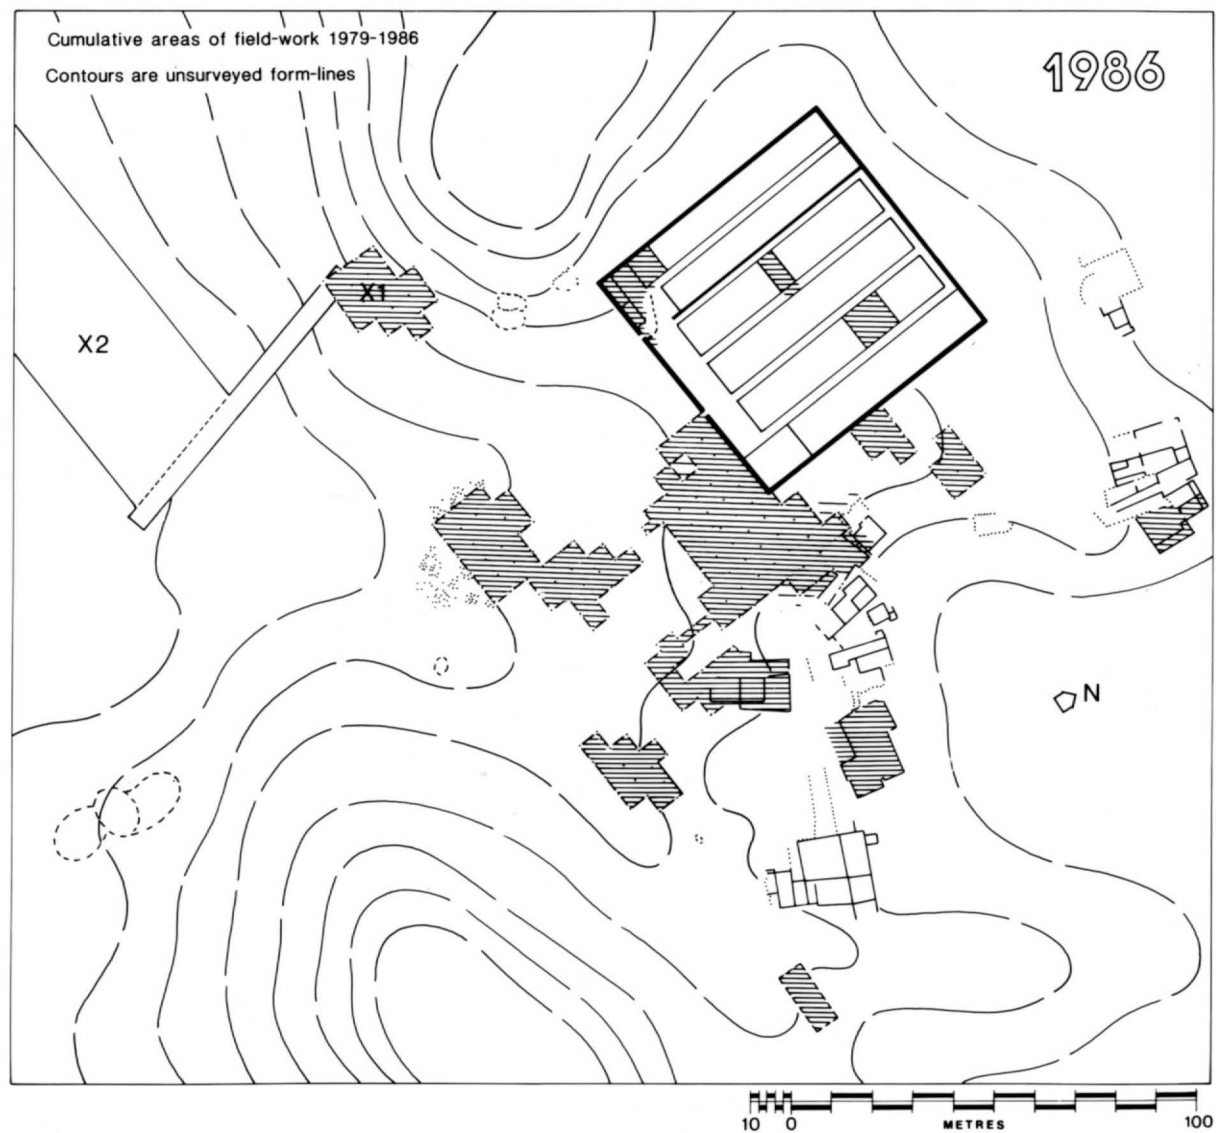 Cumulative areas of field-work 1979-1986
Contours are unsurveyed form-lines
1986
X1
X2
N
10 0 METRES 100